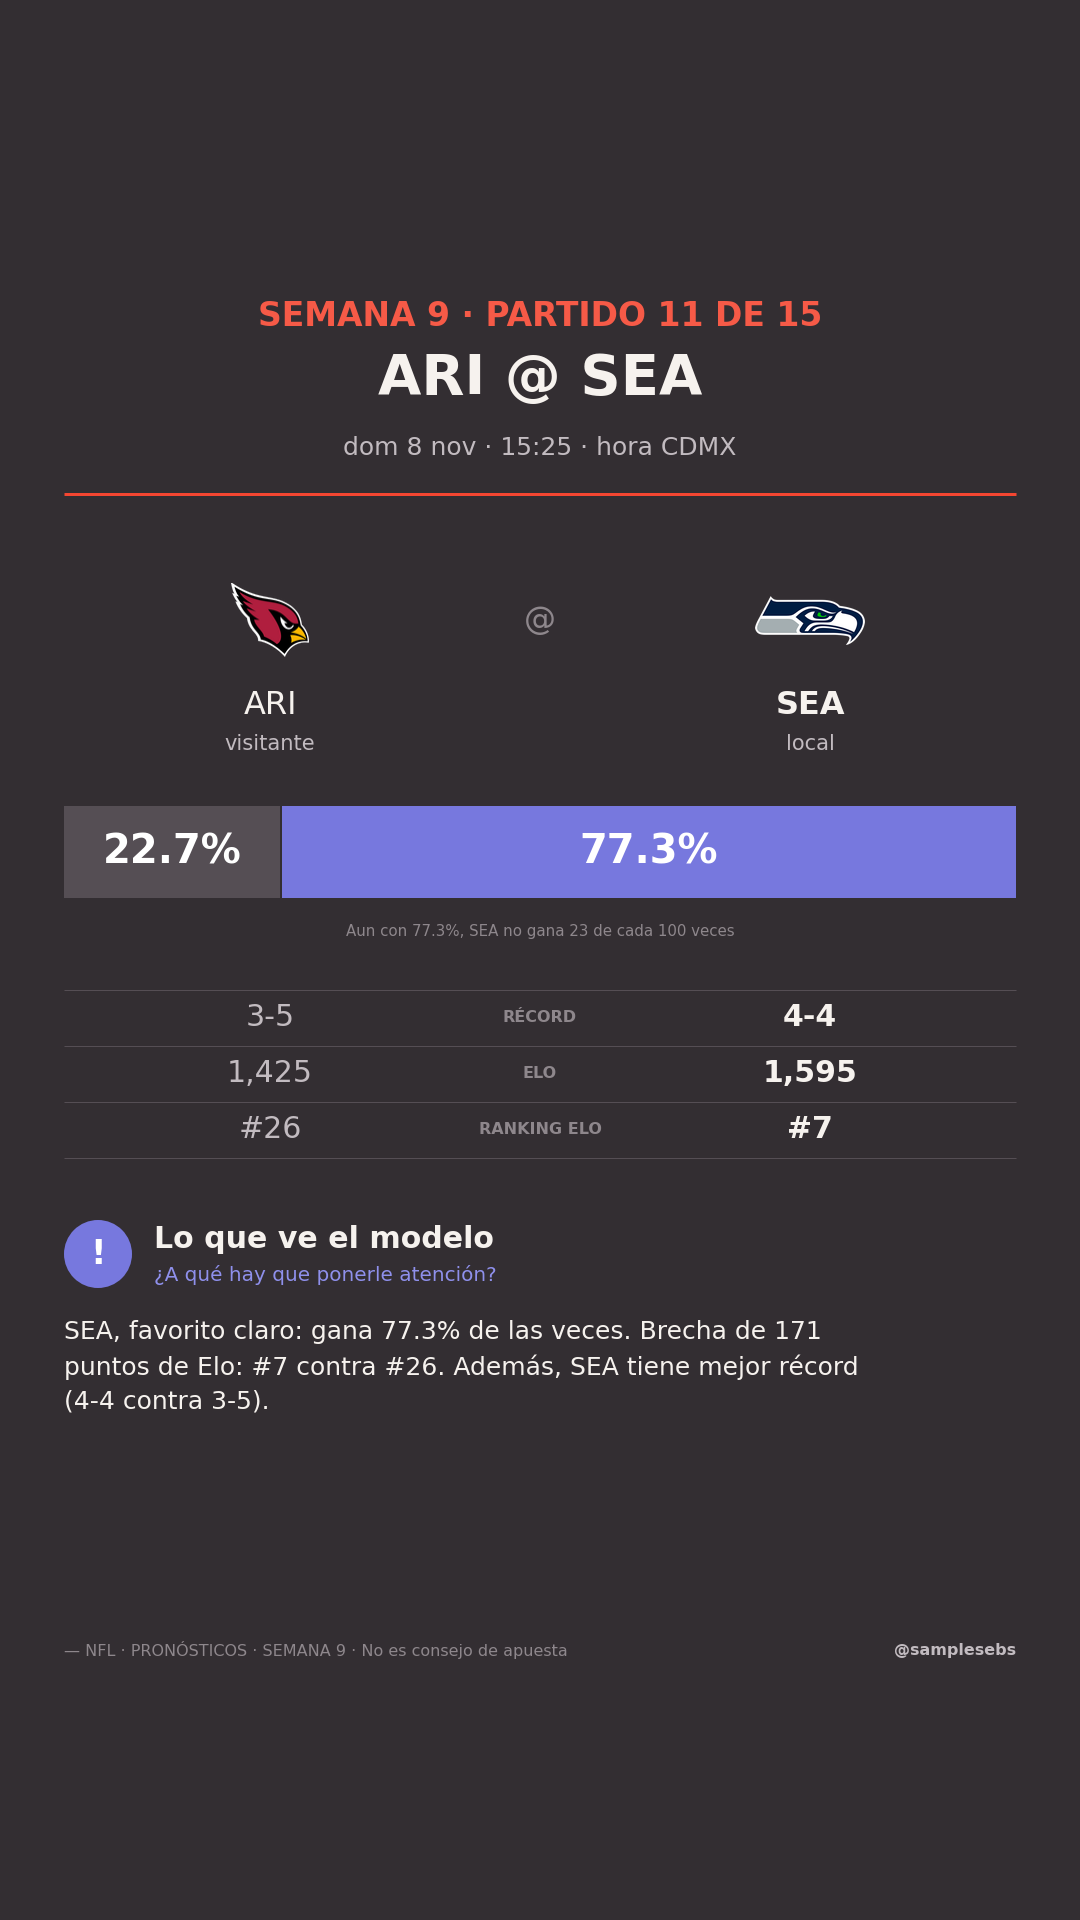 SEMANA 9 · PARTIDO 11 DE 15
ARI @ SEA
dom 8 nov · 15:25 · hora CDMX
@
ARI
SEA
visitante
local
22.7%
77.3%
Aun con 77.3%, SEA no gana 23 de cada 100 veces
3-5 RÉCORD 4-4
1,425 ELO 1,595
#26 RANKING ELO #7
!
Lo que ve el modelo
¿A qué hay que ponerle atención?
SEA, favorito claro: gana 77.3% de las veces. Brecha de 171
puntos de Elo: #7 contra #26. Además, SEA tiene mejor récord
(4-4 contra 3-5).
— NFL · PRONÓSTICOS · SEMANA 9 · No es consejo de apuesta
@samplesebs